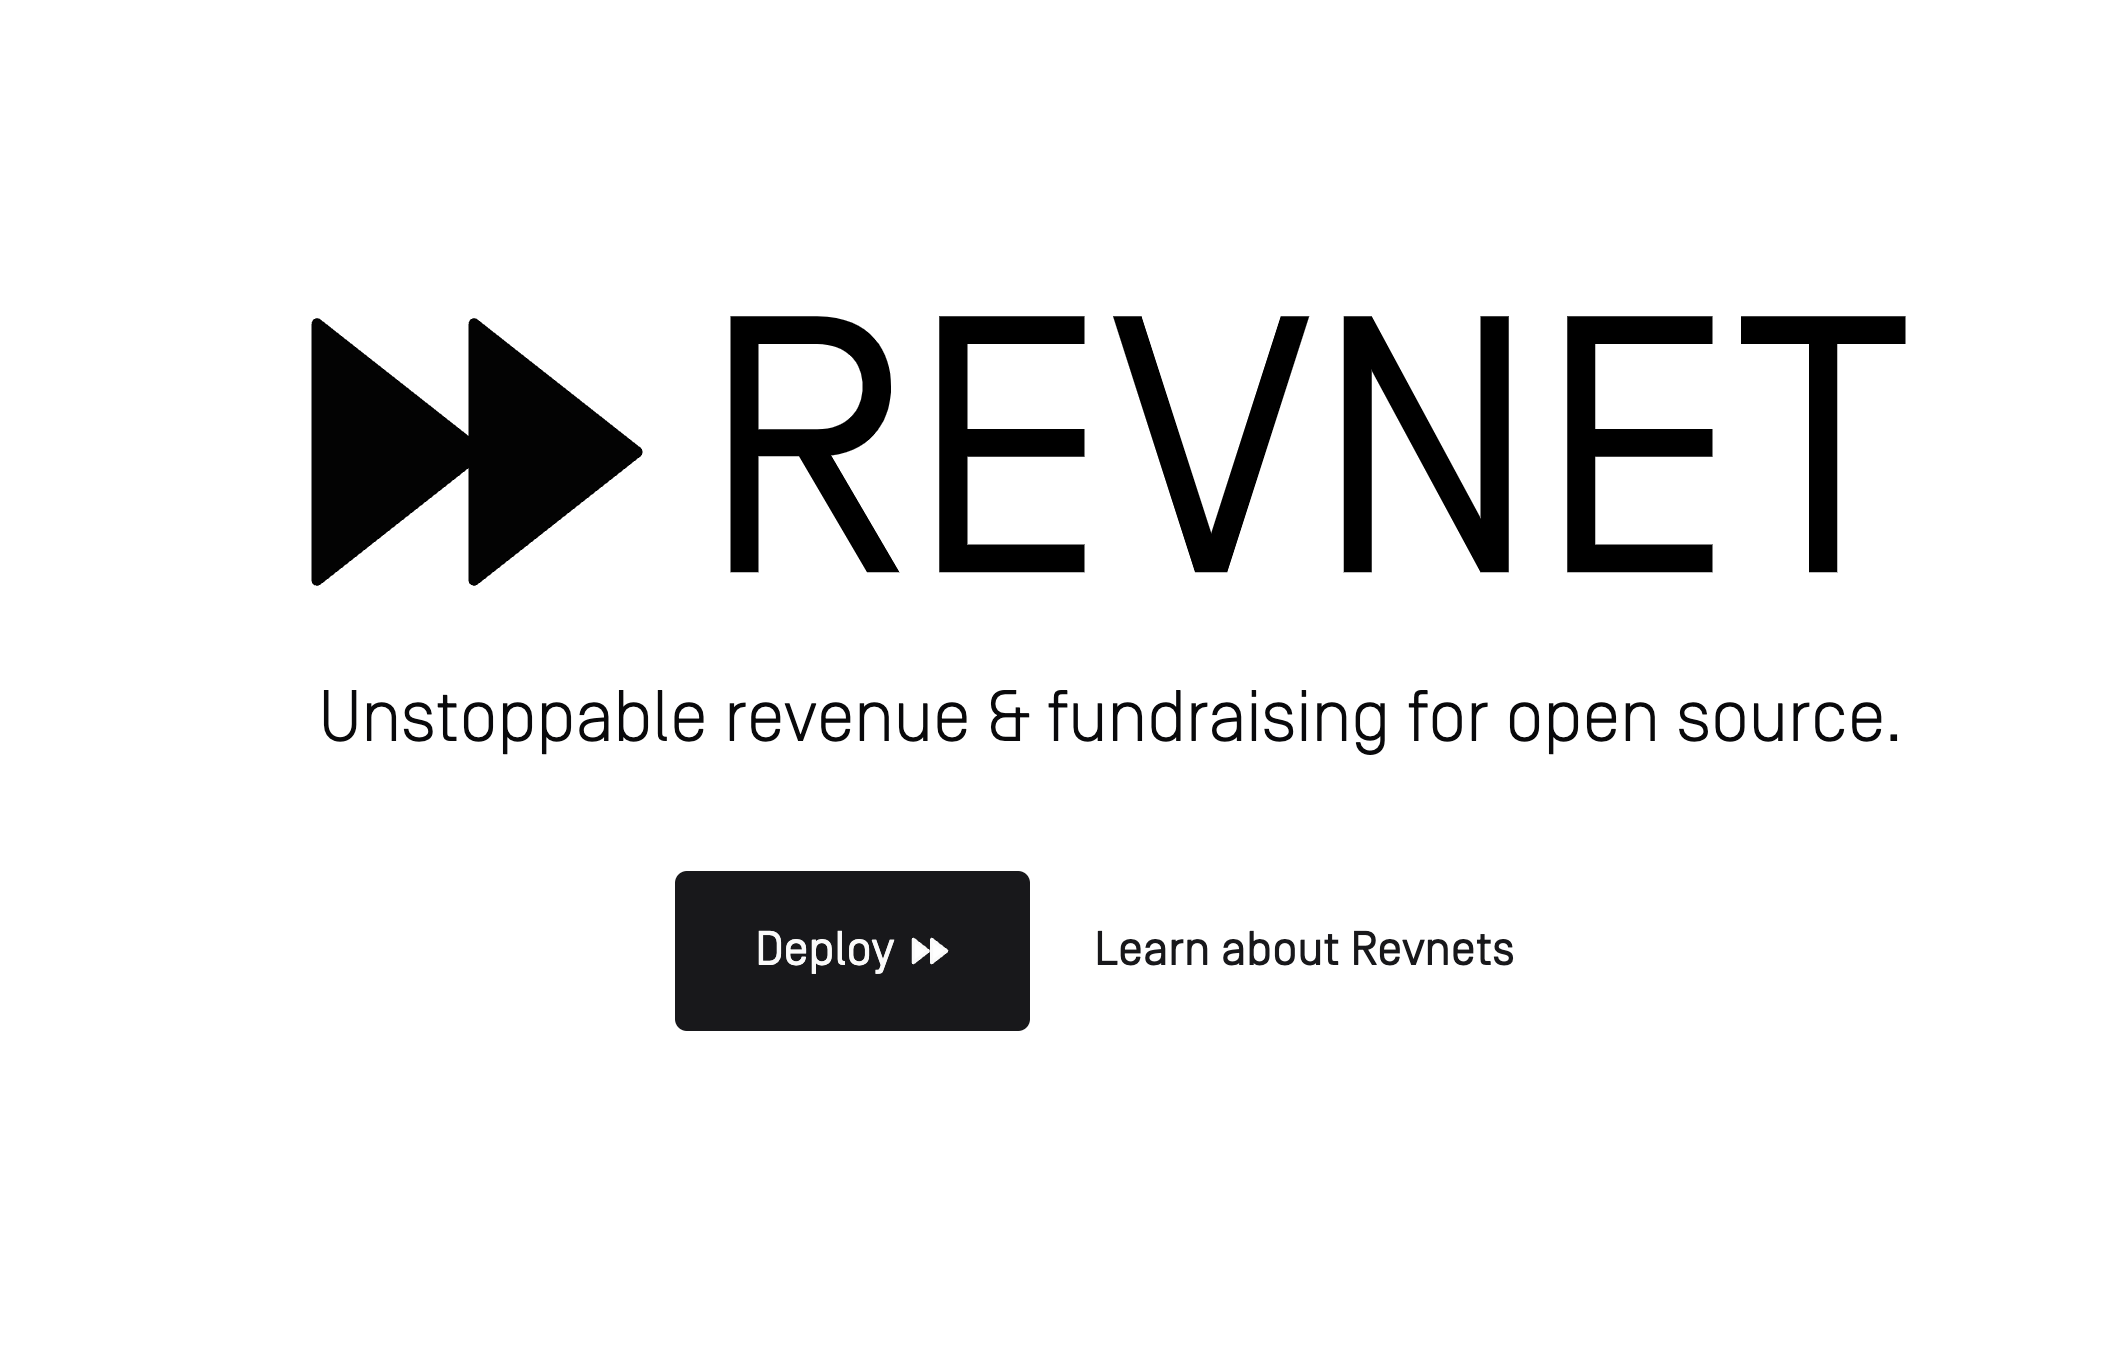 REVNET
Unstoppable revenue & fundraising for open source.
Deploy
Learn about Revnets